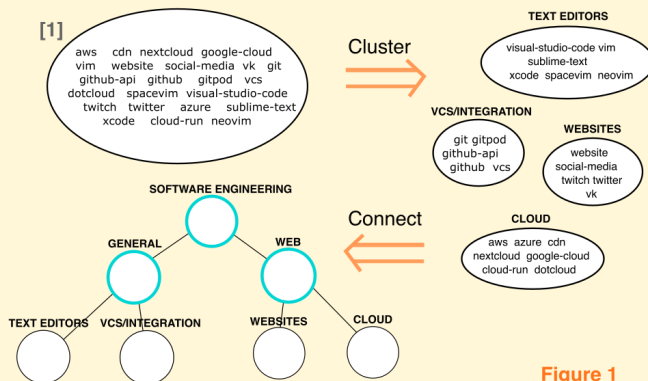 [1]
aws cdn nextcloud google-cloud
vim website social-media vk git
github-api github gitpod vcs
dotcloud spacevim visual-studio-code
twitch twitter azure sublime-text
xcode cloud-run neovim
Cluster
TEXT EDITORS
visual-studio-code vim
sublime-text
xcode spacevim neovim
VCS/INTEGRATION
git gitpod
github-api
github vcs
WEBSITES
website
social-media
twitch twitter
vk
CLOUD
aws azure cdn
nextcloud google-cloud
cloud-run dotcloud
Connect
SOFTWARE ENGINEERING
GENERAL
WEB
TEXT EDITORS
VCS/INTEGRATION
WEBSITES
CLOUD
Figure 1